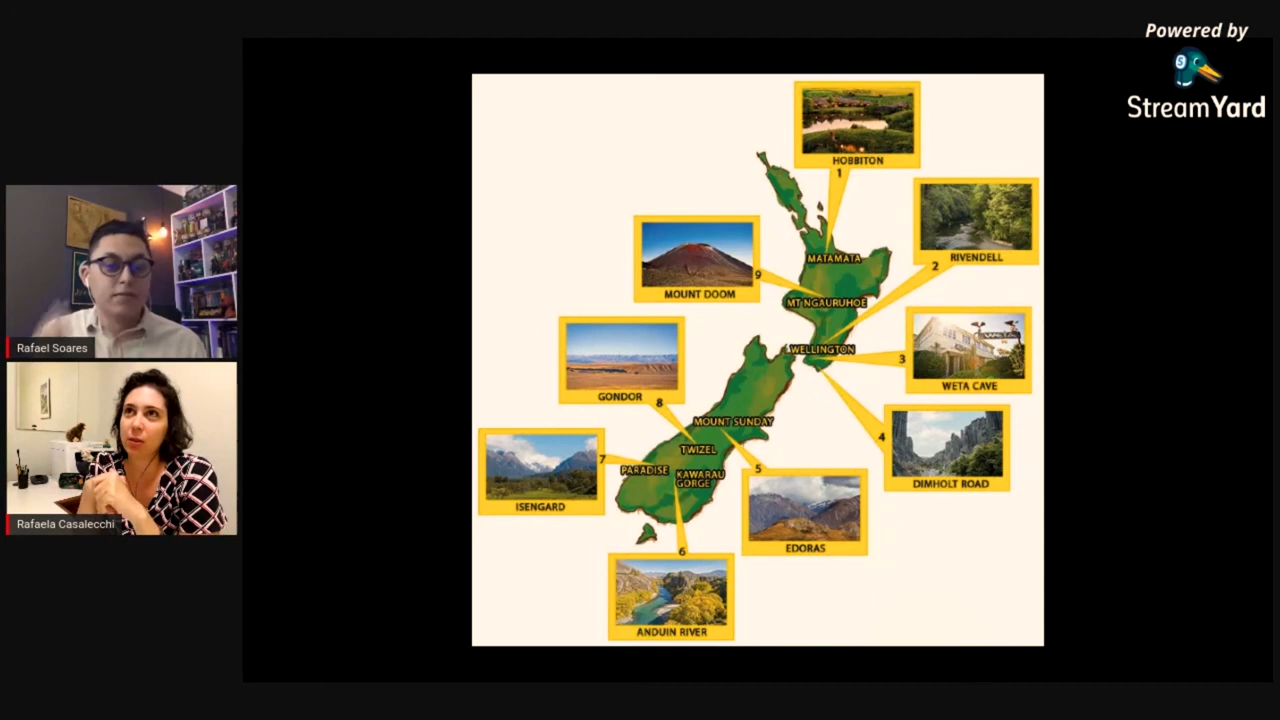 Powered by
StreamYard
HOBBITON
1
RIVENDELL
2
MATAMATA
MOUNT DOOM
9
MT NGAURUHOE
WETA CAVE
3
WELLINGTON
GONDOR
8
DIMHOLT ROAD
4
MOUNT SUNDAY
TWIZEL
ISENGARD
7
PARADISE
KAWARAU
GORGE
EDORAS
5
ANDUIN RIVER
6
Rafael Soares
Rafaela Casalecchi